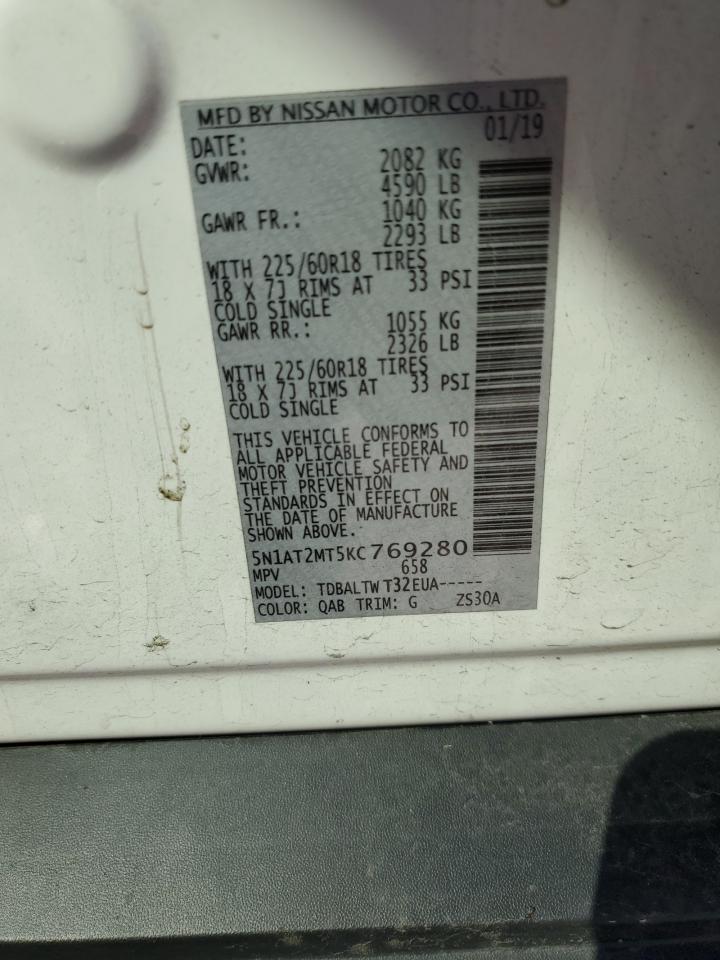 MFD BY NISSAN MOTOR CO., LTD.
DATE: 01/19
GVWR: 2082 KG
4590 LB
GAWR FR.: 1040 KG
2293 LB
WITH 225/60R18 TIRES
18 X 7J RIMS AT 33 PSI
COLD SINGLE
GAWR RR.: 1055 KG
2326 LB
WITH 225/60R18 TIRES
18 X 7J RIMS AT 33 PSI
COLD SINGLE
THIS VEHICLE CONFORMS TO
ALL APPLICABLE FEDERAL
MOTOR VEHICLE SAFETY AND
THEFT PREVENTION
STANDARDS IN EFFECT ON
THE DATE OF MANUFACTURE
SHOWN ABOVE.
5N1AT2MT5KC769280
MPV 658
MODEL: TDBALTWT32EUA-----
COLOR: QAB TRIM: G ZS30A